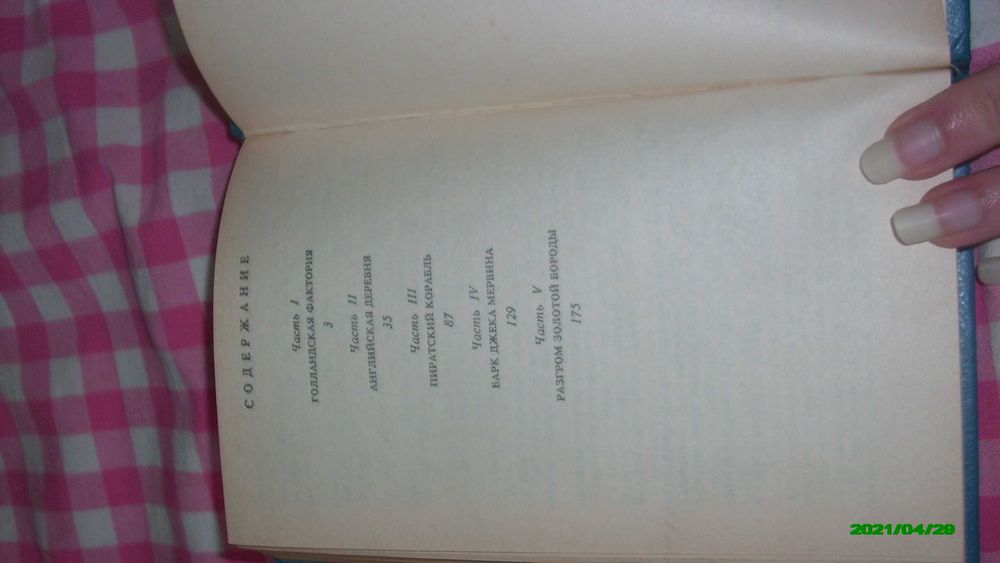 СОДЕРЖАНИЕ
Часть I
ГОЛЛАНДСКАЯ ФАКТОРИЯ
3
Часть II
АНГЛИЙСКАЯ ДЕРЕВНЯ
35
Часть III
ПИРАТСКИЙ КОРАБЛЬ
87
Часть IV
БАРК ДЖЕКА МЕРВИНА
129
Часть V
РАЗГРОМ ЗОЛОТОЙ БОРОДЫ
175
2021/04/29